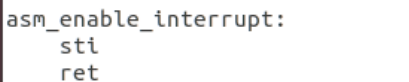 asm_enable_interrupt:
    sti
    ret